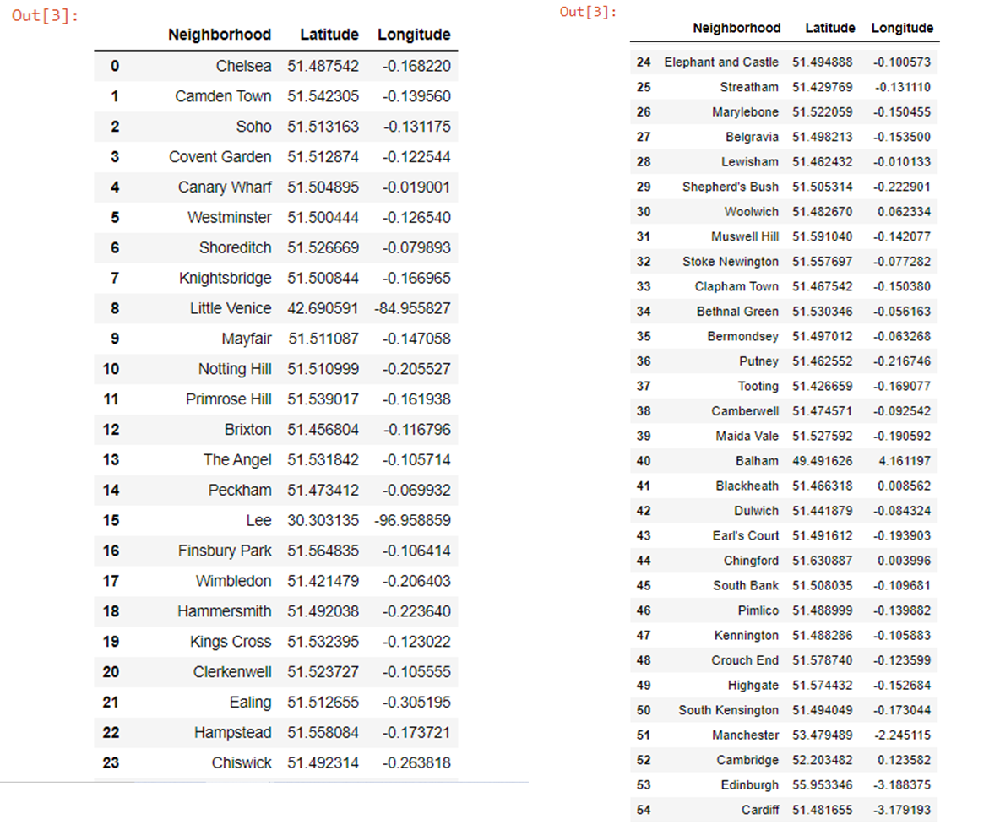 Out[3]:
Neighborhood Latitude Longitude
0 Chelsea 51.487542 -0.168220
1 Camden Town 51.542305 -0.139560
2 Soho 51.513163 -0.131175
3 Covent Garden 51.512874 -0.122544
4 Canary Wharf 51.504895 -0.019001
5 Westminster 51.500444 -0.126540
6 Shoreditch 51.526669 -0.079893
7 Knightsbridge 51.500844 -0.166965
8 Little Venice 42.690591 -84.955827
9 Mayfair 51.511087 -0.147058
10 Notting Hill 51.510999 -0.205527
11 Primrose Hill 51.539017 -0.161938
12 Brixton 51.456804 -0.116796
13 The Angel 51.531842 -0.105714
14 Peckham 51.473412 -0.069932
15 Lee 30.303135 -96.958859
16 Finsbury Park 51.564835 -0.106414
17 Wimbledon 51.421479 -0.206403
18 Hammersmith 51.492038 -0.223640
19 Kings Cross 51.532395 -0.123022
20 Clerkenwell 51.523727 -0.105555
21 Ealing 51.512655 -0.305195
22 Hampstead 51.558084 -0.173721
23 Chiswick 51.492314 -0.263818
Out[3]:
Neighborhood Latitude Longitude
24 Elephant and Castle 51.494888 -0.100573
25 Streatham 51.429769 -0.131110
26 Marylebone 51.522059 -0.150455
27 Belgravia 51.498213 -0.153500
28 Lewisham 51.462432 -0.010133
29 Shepherd's Bush 51.505314 -0.222901
30 Woolwich 51.482670 0.062334
31 Muswell Hill 51.591040 -0.142077
32 Stoke Newington 51.557697 -0.077282
33 Clapham Town 51.467542 -0.150380
34 Bethnal Green 51.530346 -0.056163
35 Bermondsey 51.497012 -0.063268
36 Putney 51.462552 -0.216746
37 Tooting 51.426659 -0.169077
38 Camberwell 51.474571 -0.092542
39 Maida Vale 51.527592 -0.190592
40 Balham 49.491626 4.161197
41 Blackheath 51.466318 0.008562
42 Dulwich 51.441879 -0.084324
43 Earl's Court 51.491612 -0.193903
44 Chingford 51.630887 0.003996
45 South Bank 51.508035 -0.109681
46 Pimlico 51.488999 -0.139882
47 Kennington 51.488286 -0.105883
48 Crouch End 51.578740 -0.123599
49 Highgate 51.574432 -0.152684
50 South Kensington 51.494049 -0.173044
51 Manchester 53.479489 -2.245115
52 Cambridge 52.203482 0.123582
53 Edinburgh 55.953346 -3.188375
54 Cardiff 51.481655 -3.179193